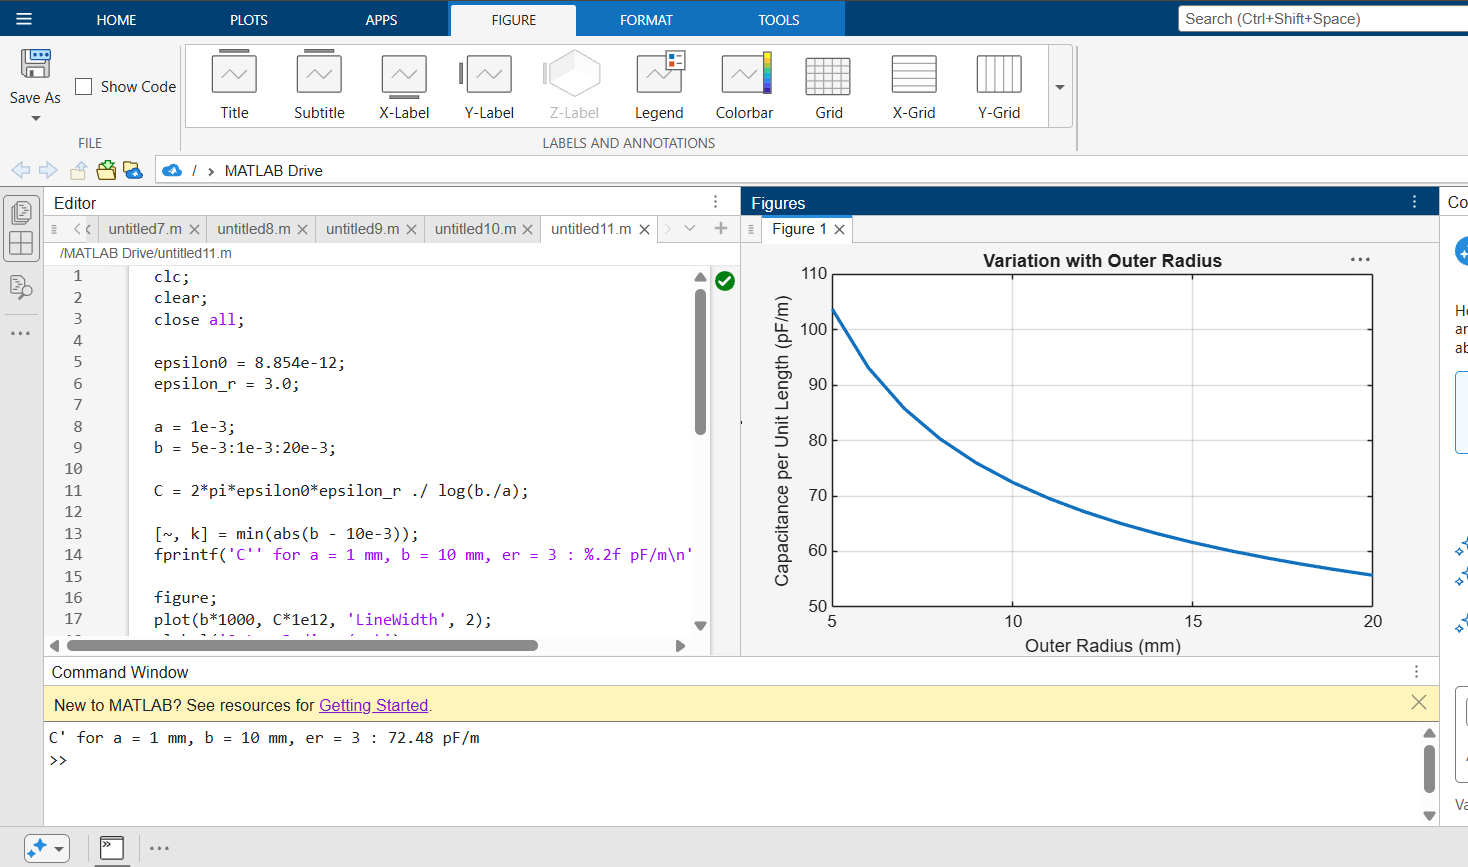 HOME PLOTS APPS FIGURE FORMAT TOOLS Search (Ctrl+Shift+Space)
Save As
Show Code
Title Subtitle X-Label Y-Label Z-Label Legend Colorbar Grid X-Grid Y-Grid
FILE LABELS AND ANNOTATIONS
/ > MATLAB Drive
Editor
untitled7.m untitled8.m untitled9.m untitled10.m untitled11.m
/MATLAB Drive/untitled11.m
1 clc;
2 clear;
3 close all;
4
5 epsilon0 = 8.854e-12;
6 epsilon_r = 3.0;
7
8 a = 1e-3;
9 b = 5e-3:1e-3:20e-3;
10
11 C = 2*pi*epsilon0*epsilon_r ./ log(b./a);
12
13 [~, k] = min(abs(b - 10e-3));
14 fprintf('C'' for a = 1 mm, b = 10 mm, er = 3 : %.2f pF/m\n'
15
16 figure;
17 plot(b*1000, C*1e12, 'LineWidth', 2);
Figures
Figure 1
Variation with Outer Radius
Capacitance per Unit Length (pF/m)
110
100
90
80
70
60
50
5 10 15 20
Outer Radius (mm)
Co
Command Window
New to MATLAB? See resources for Getting Started.
C' for a = 1 mm, b = 10 mm, er = 3 : 72.48 pF/m
>>